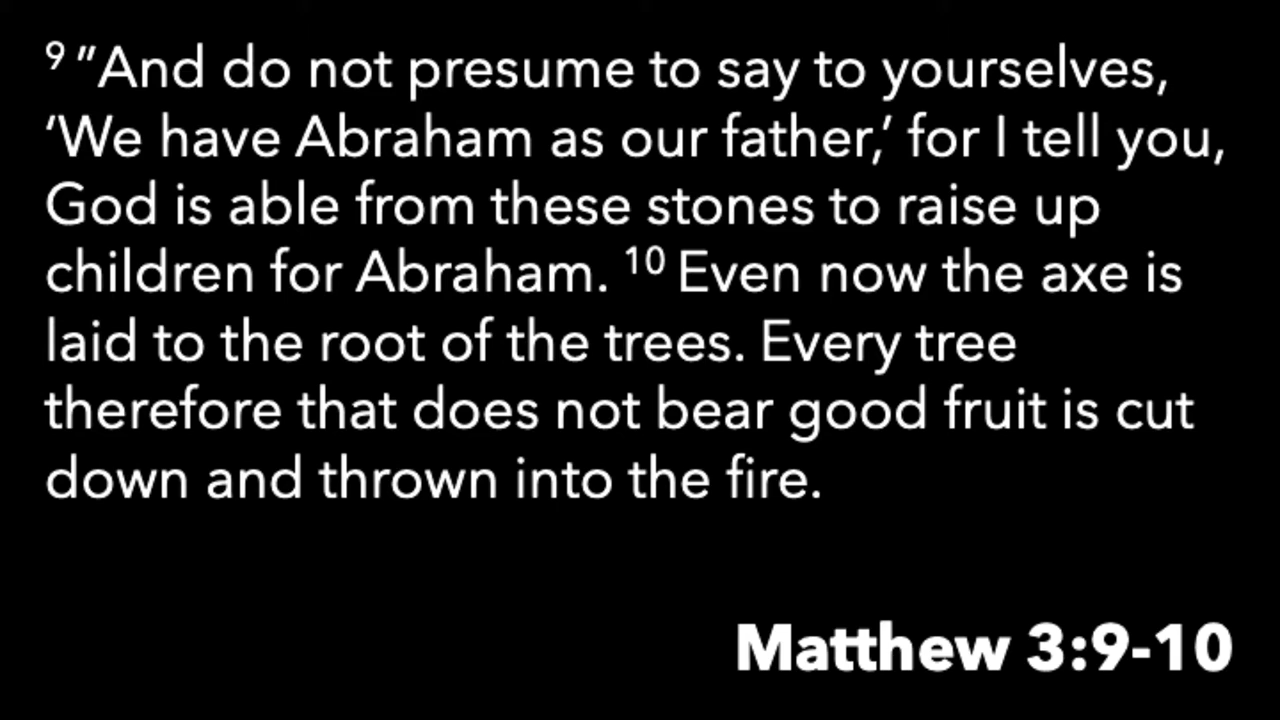 9 "And do not presume to say to yourselves,
‘We have Abraham as our father,’ for I tell you,
God is able from these stones to raise up
children for Abraham. 10 Even now the axe is
laid to the root of the trees. Every tree
therefore that does not bear good fruit is cut
down and thrown into the fire.
Matthew 3:9-10